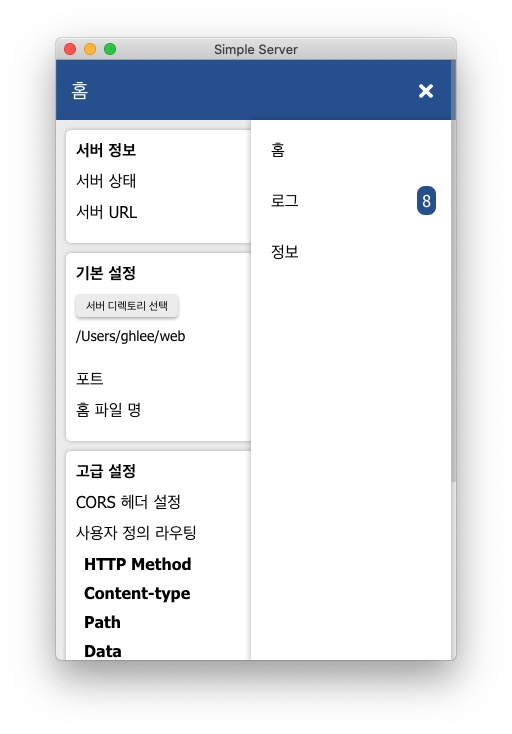 Simple Server
홈
서버 정보
서버 상태
서버 URL
기본 설정
서버 디렉토리 선택
/Users/ghlee/web
포트
홈 파일 명
고급 설정
CORS 헤더 설정
사용자 정의 라우팅
HTTP Method
Content-type
Path
Data
홈
로그 8
정보